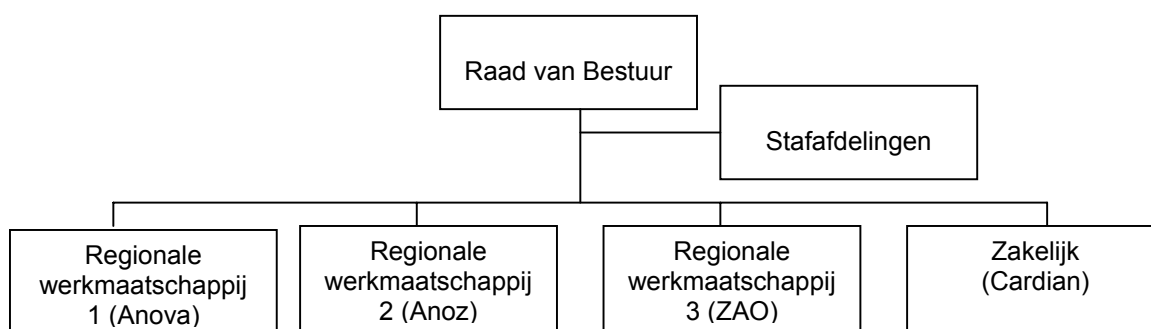 Raad van Bestuur
Stafafdelingen
Regionale
werkmaatschappij
1 (Anova)
Regionale
werkmaatschappij
2 (Anoz)
Regionale
werkmaatschappij
3 (ZAO)
Zakelijk
(Cardian)